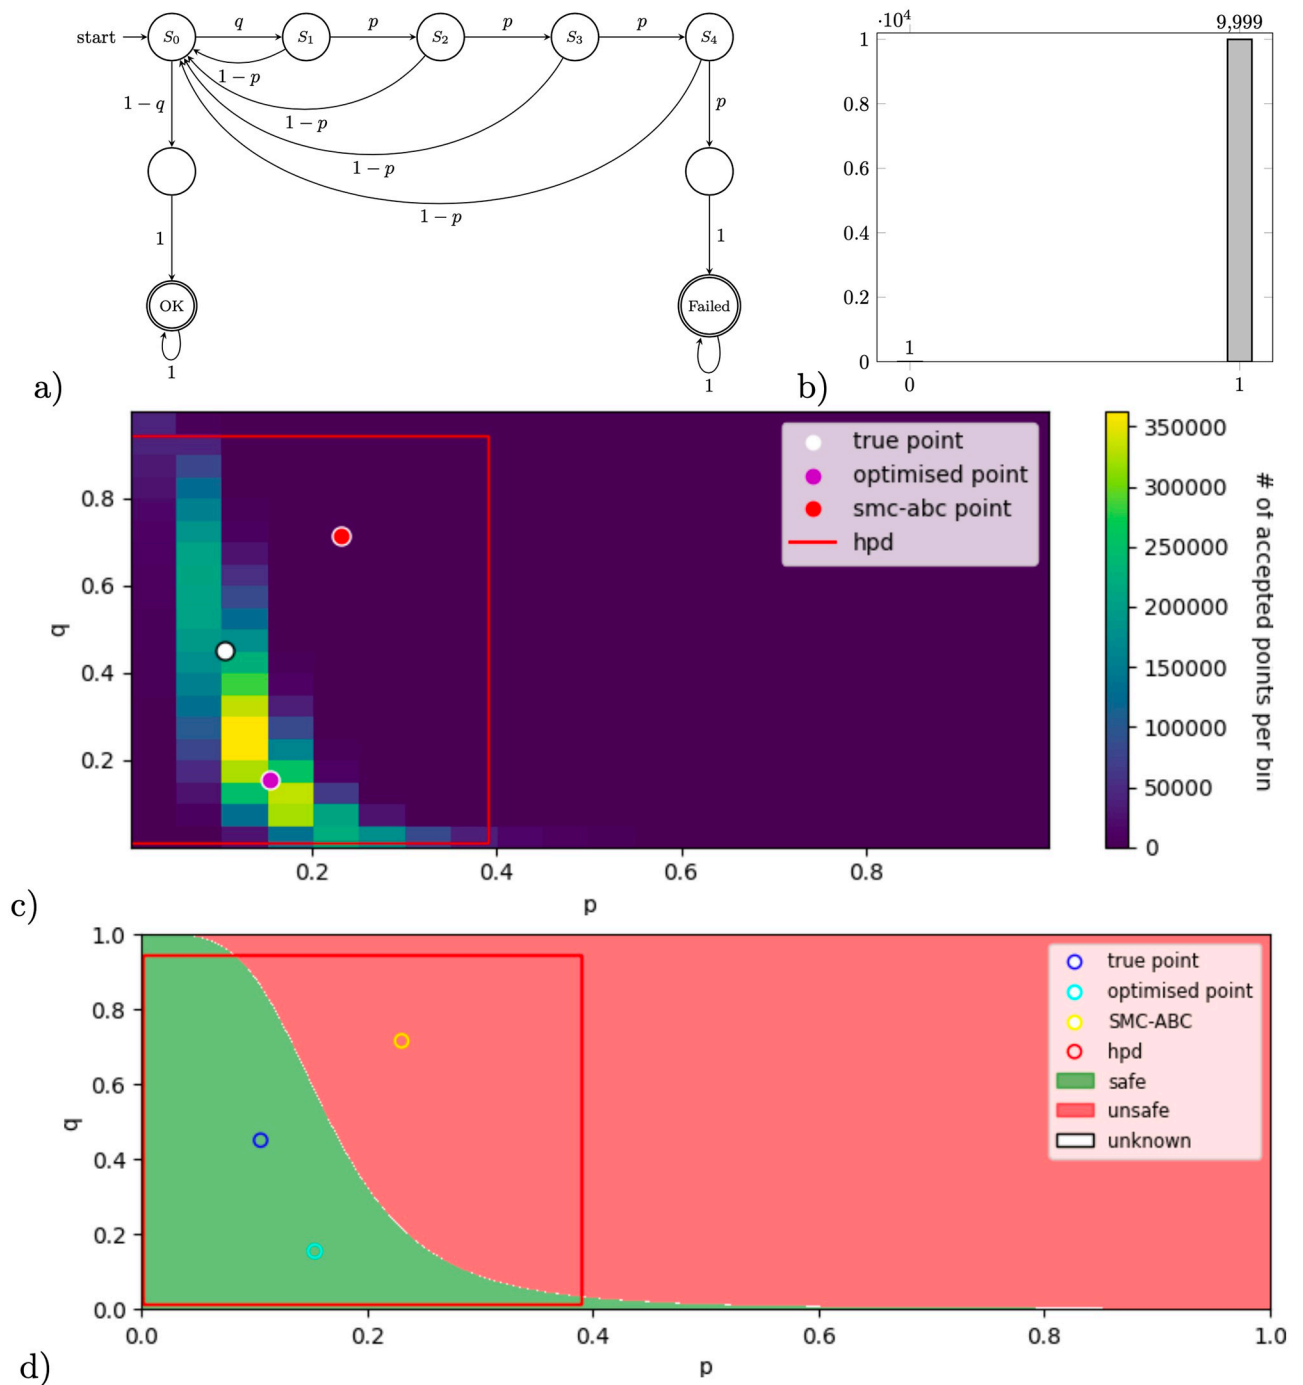 start
S0
q
S1
p
S2
p
S3
p
S4
1 − p
1 − p
1 − p
1 − p
1 − q
p
1
1
OK
Failed
1
1
a)
·10⁴
9,999
1
0.8
0.6
0.4
0.2
0
1
0
1
b)
true point
optimised point
smc-abc point
hpd
0.8
0.6
0.4
0.2
q
0.2
0.4
0.6
0.8
p
350000
300000
250000
200000
150000
100000
50000
0
# of accepted points per bin
c)
1.0
0.8
0.6
0.4
0.2
0.0
q
true point
optimised point
SMC-ABC
hpd
safe
unsafe
unknown
0.0
0.2
0.4
0.6
0.8
1.0
p
d)